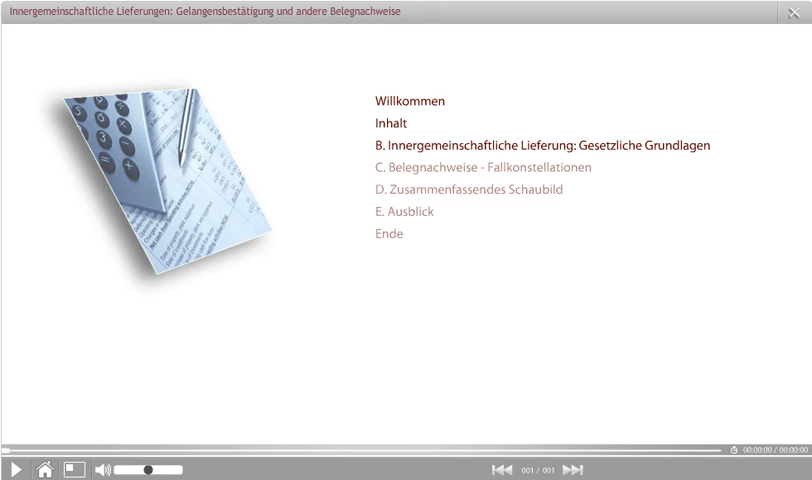 Innergemeinschaftliche Lieferungen: Gelangensbestätigung und andere Belegnachweise
Willkommen
Inhalt
B. Innergemeinschaftliche Lieferung: Gesetzliche Grundlagen
C. Belegnachweise - Fallkonstellationen
D. Zusammenfassendes Schaubild
E. Ausblick
Ende
00:00:00 / 00:00:00
001 / 001